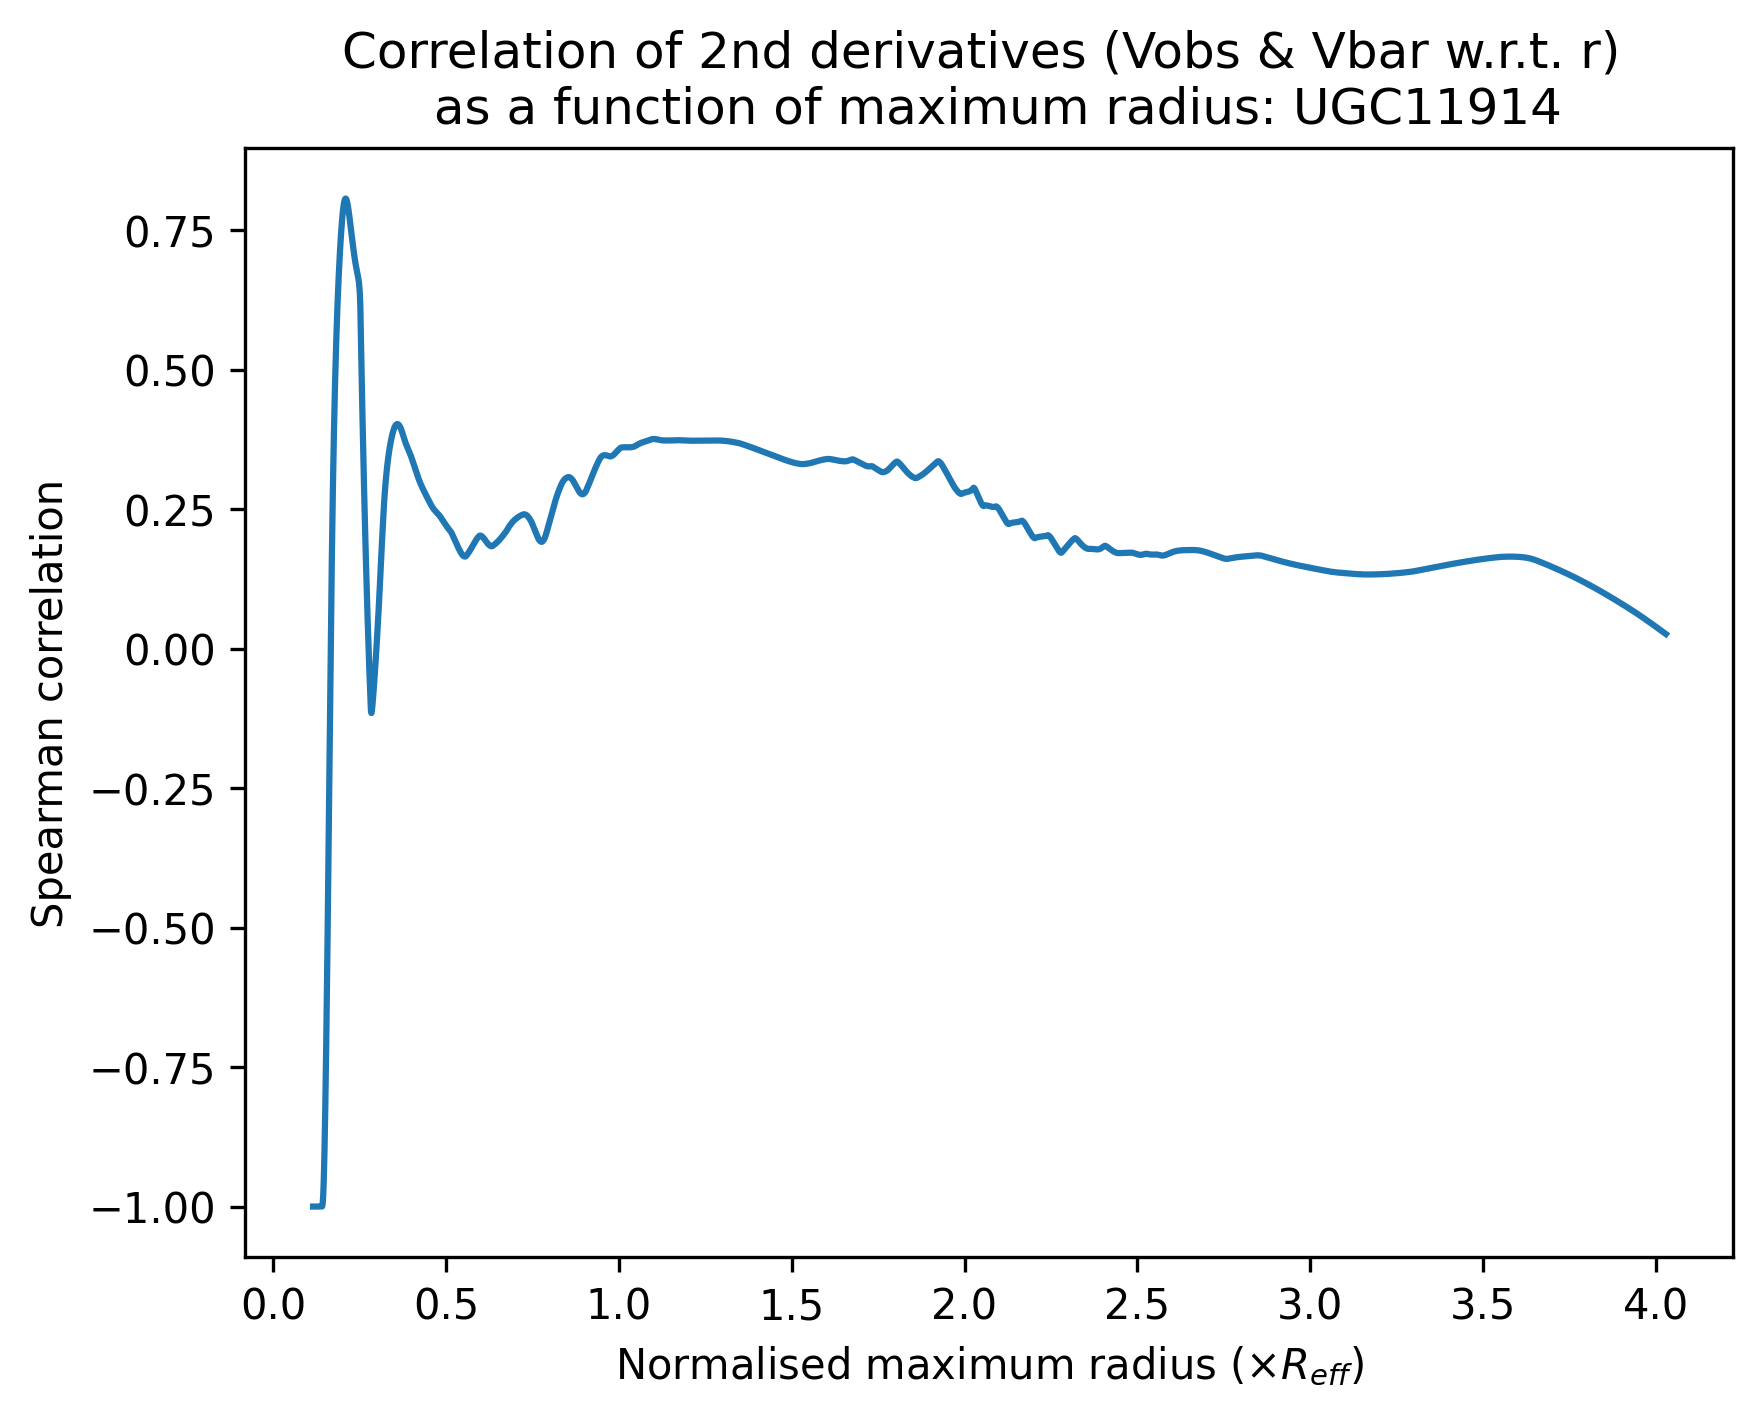 Correlation of 2nd derivatives (Vobs & Vbar w.r.t. r)
as a function of maximum radius: UGC11914
0.75
0.50
0.25
0.00
−0.25
−0.50
−0.75
−1.00
Spearman correlation
0.0 0.5 1.0 1.5 2.0 2.5 3.0 3.5 4.0
Normalised maximum radius (×R_eff)